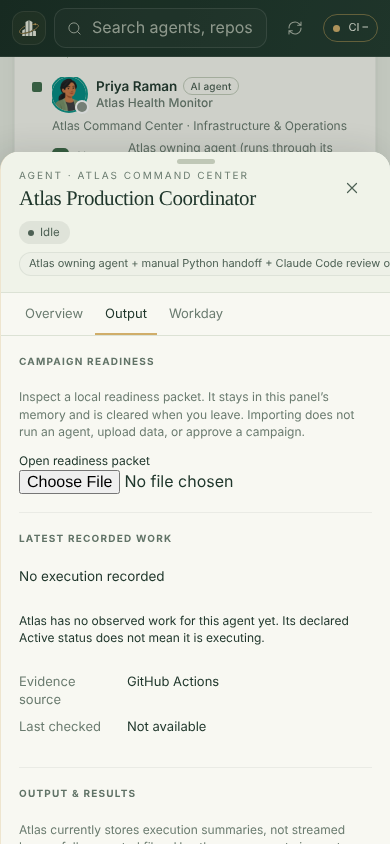 Search agents, repos
CI –
Priya Raman AI agent
Atlas Health Monitor
Atlas Command Center · Infrastructure & Operations
Atlas owning agent (runs through its
AGENT · ATLAS COMMAND CENTER
Atlas Production Coordinator
Idle
Atlas owning agent + manual Python handoff + Claude Code review o
Overview Output Workday
CAMPAIGN READINESS
Inspect a local readiness packet. It stays in this panel’s
memory and is cleared when you leave. Importing does not
run an agent, upload data, or approve a campaign.
Open readiness packet
Choose File No file chosen
LATEST RECORDED WORK
No execution recorded
Atlas has no observed work for this agent yet. Its declared
Active status does not mean it is executing.
Evidence source GitHub Actions
Last checked Not available
OUTPUT & RESULTS
Atlas currently stores execution summaries, not streamed